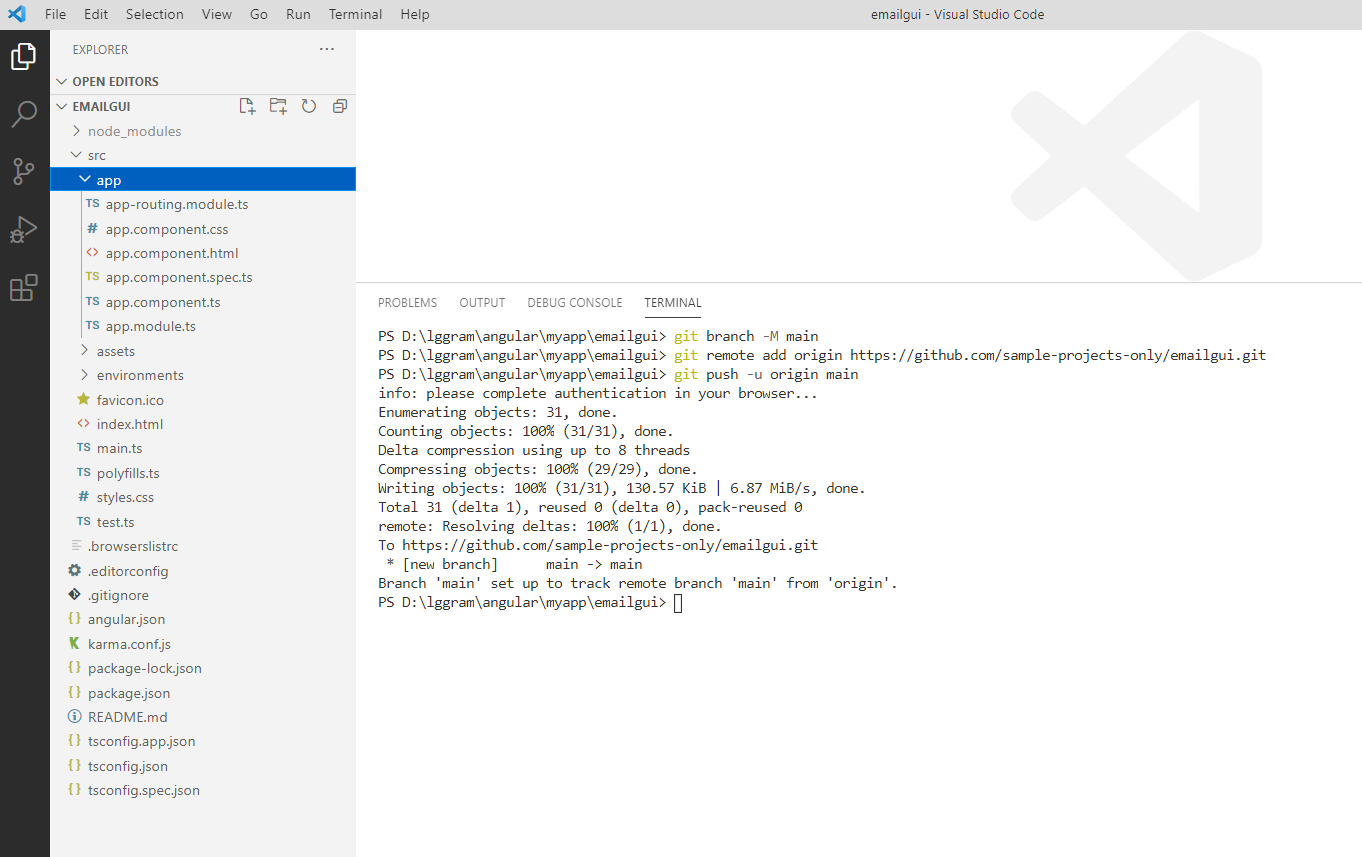 File Edit Selection View Go Run Terminal Help
emailgui - Visual Studio Code
EXPLORER
OPEN EDITORS
EMAILGUI
node_modules
src
app
TS app-routing.module.ts
# app.component.css
<> app.component.html
TS app.component.spec.ts
TS app.component.ts
TS app.module.ts
assets
environments
favicon.ico
<> index.html
TS main.ts
TS polyfills.ts
# styles.css
TS test.ts
.browserslistrc
.editorconfig
.gitignore
{} angular.json
karma.conf.js
{} package-lock.json
{} package.json
README.md
{} tsconfig.app.json
{} tsconfig.json
{} tsconfig.spec.json
PROBLEMS OUTPUT DEBUG CONSOLE TERMINAL
PS D:\lggram\angular\myapp\emailgui> git branch -M main
PS D:\lggram\angular\myapp\emailgui> git remote add origin https://github.com/sample-projects-only/emailgui.git
PS D:\lggram\angular\myapp\emailgui> git push -u origin main
info: please complete authentication in your browser...
Enumerating objects: 31, done.
Counting objects: 100% (31/31), done.
Delta compression using up to 8 threads
Compressing objects: 100% (29/29), done.
Writing objects: 100% (31/31), 130.57 KiB | 6.87 MiB/s, done.
Total 31 (delta 1), reused 0 (delta 0), pack-reused 0
remote: Resolving deltas: 100% (1/1), done.
To https://github.com/sample-projects-only/emailgui.git
 * [new branch]      main -> main
Branch 'main' set up to track remote branch 'main' from 'origin'.
PS D:\lggram\angular\myapp\emailgui>